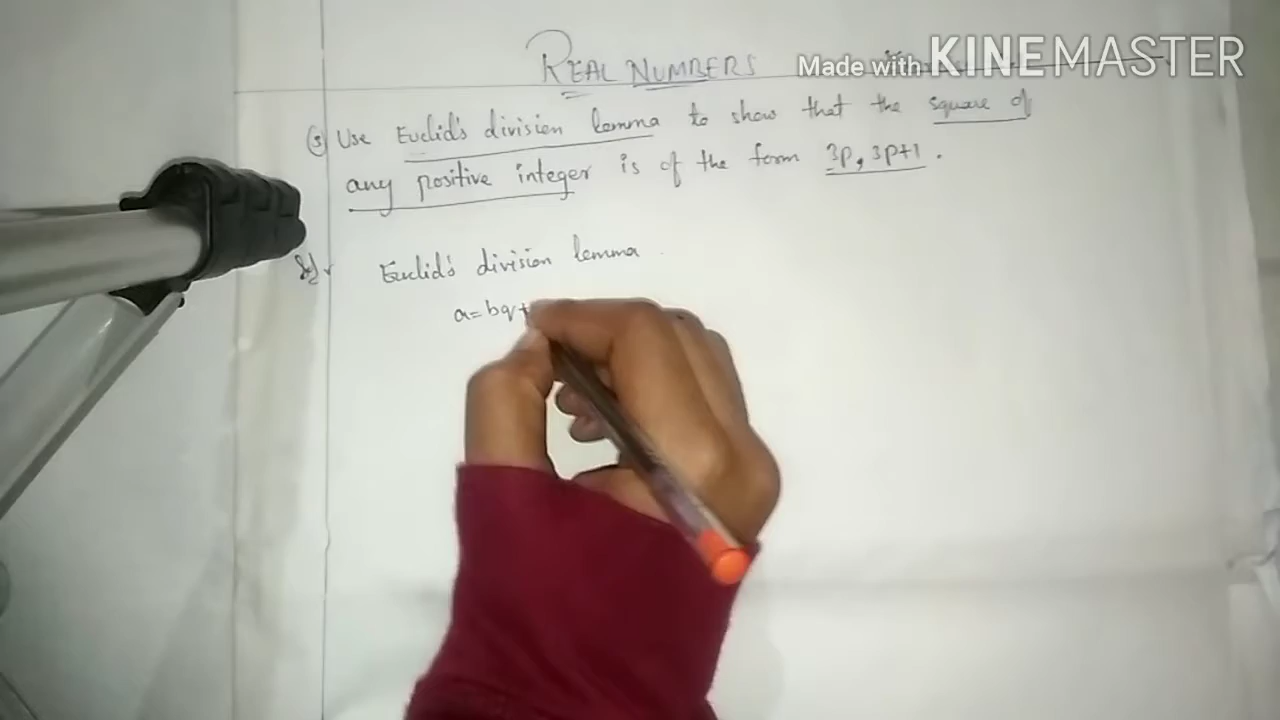 REAL NUMBERS
Made with KINEMASTER
③ Use Euclid's division lemma to show that the square of
any positive integer is of the form 3p, 3p+1.
Sol
Euclid's division lemma
a=bq+